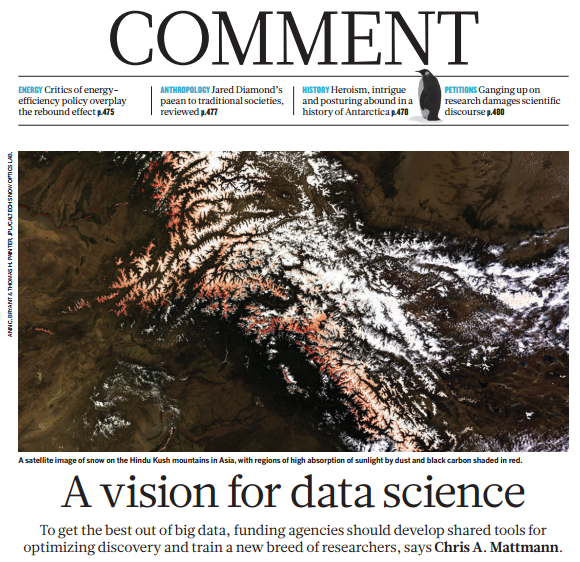 COMMENT
ENERGY Critics of energy-
efficiency policy overplay
the rebound effect p.475
ANTHROPOLOGY Jared Diamond's
paean to traditional societies,
reviewed p.477
HISTORY Heroism, intrigue
and posturing abound in a
history of Antarctica p.478
PETITIONS Ganging up on
research damages scientific
discourse p.480
ANN C. BRYANT & THOMAS H. PAINTER, JPL/CALTECH SNOW OPTICS LAB.
A satellite image of snow on the Hindu Kush mountains in Asia, with regions of high absorption of sunlight by dust and black carbon shaded in red.
A vision for data science
To get the best out of big data, funding agencies should develop shared tools for
optimizing discovery and train a new breed of researchers, says Chris A. Mattmann.